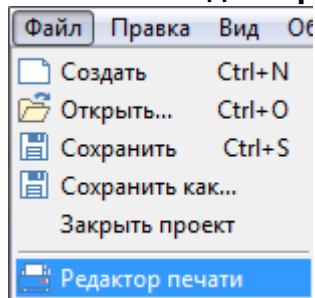 Файл Правка Вид
Создать Ctrl+N
Открыть... Ctrl+O
Сохранить Ctrl+S
Сохранить как...
Закрыть проект
Редактор печати